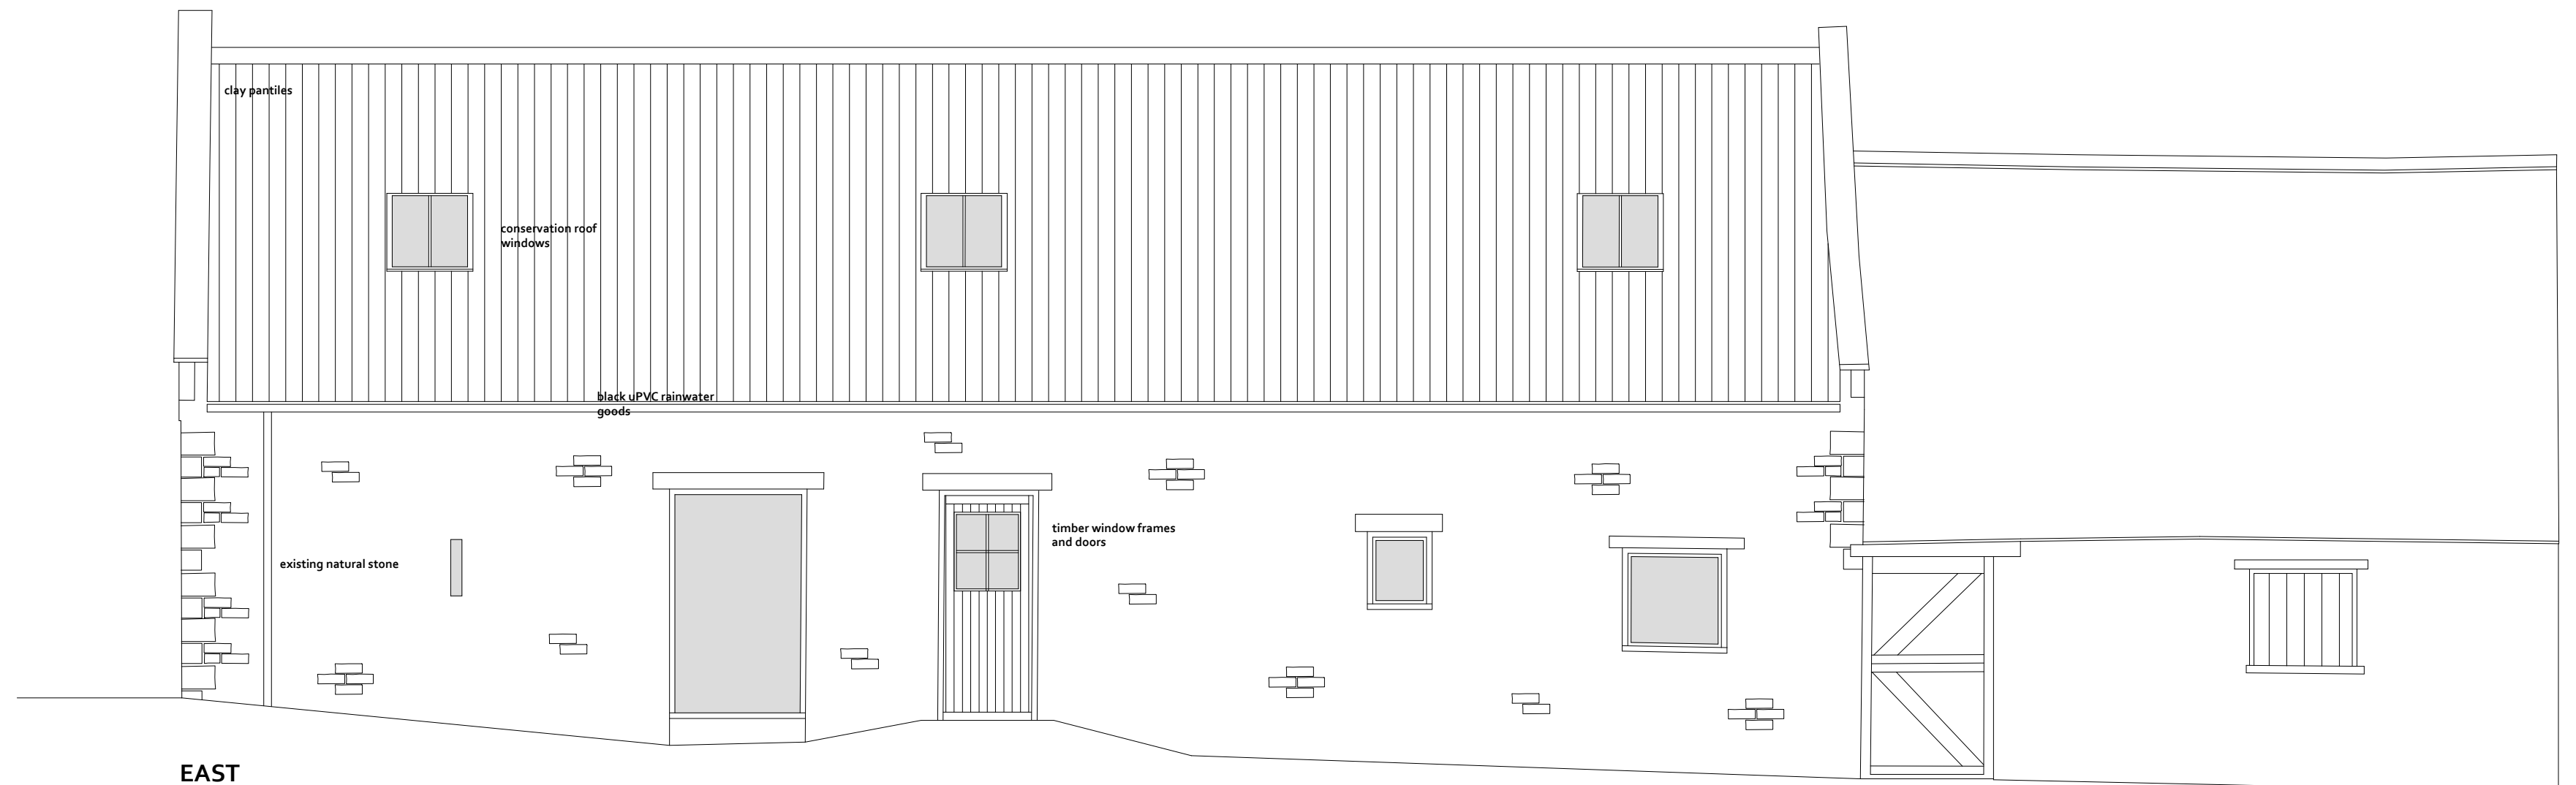 clay pantiles
conservation roof
windows
black uPVC rainwater
goods
timber window frames
and doors
existing natural stone
EAST